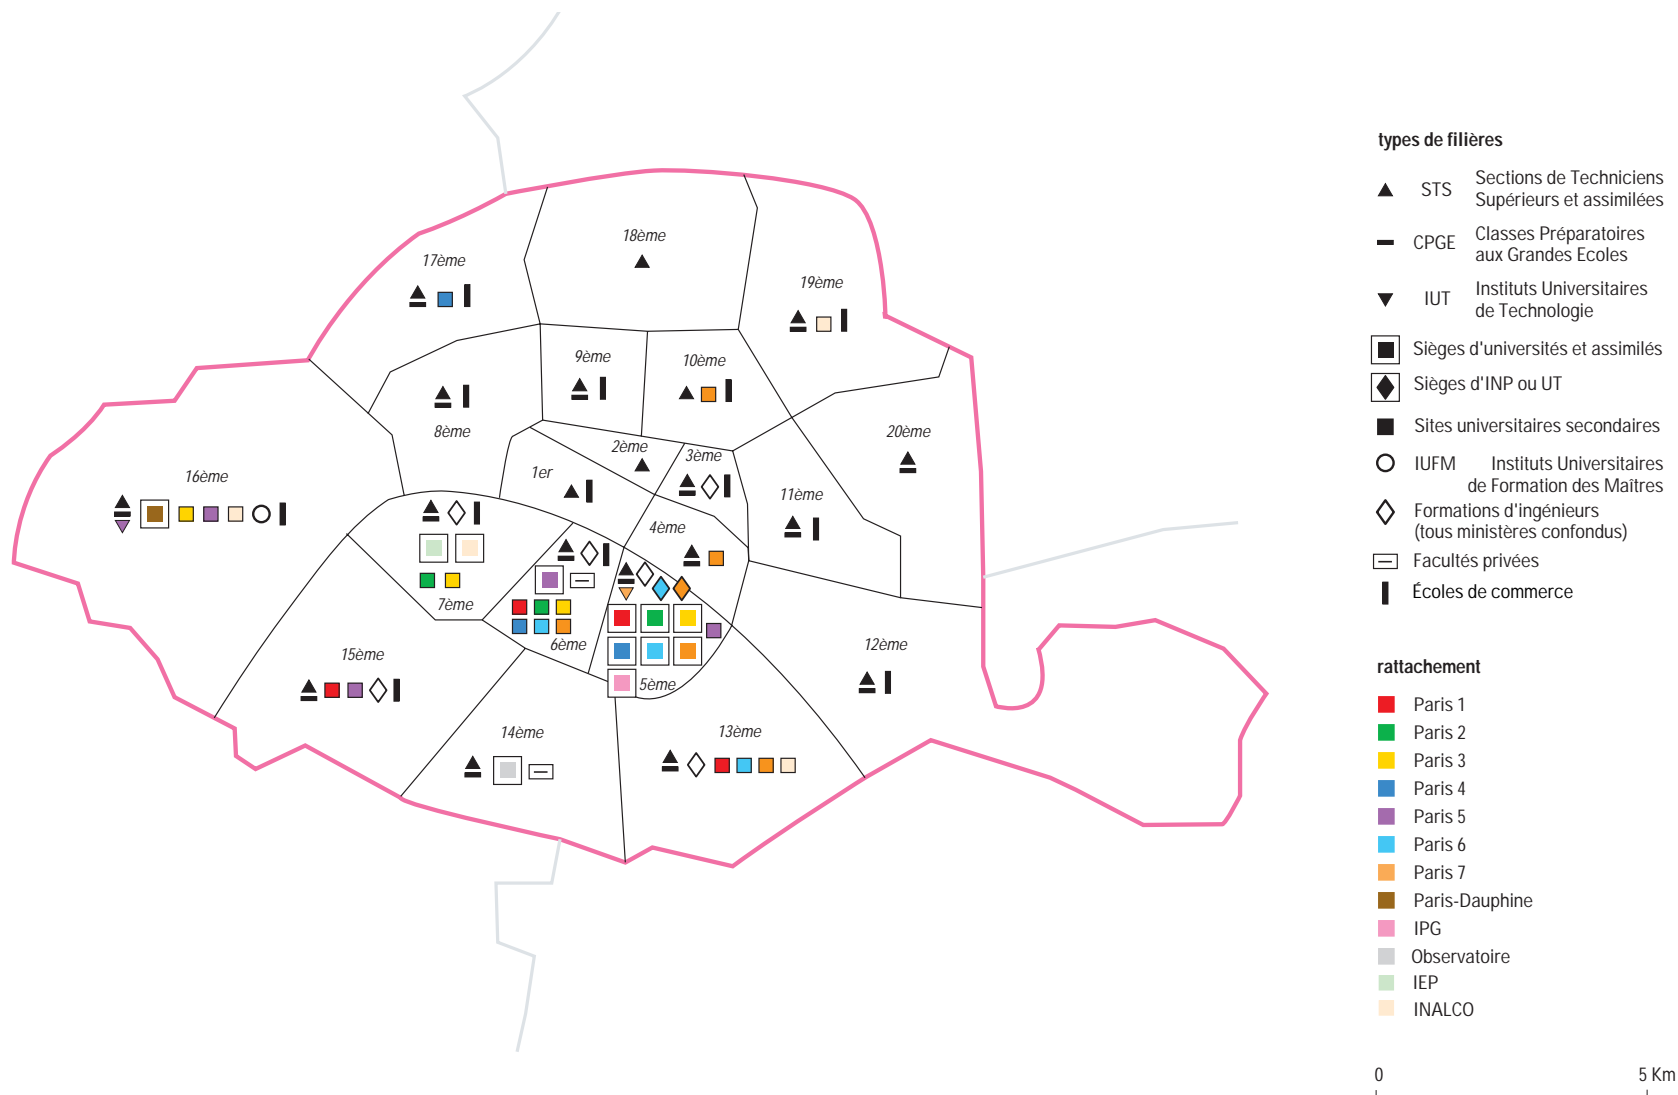 17ème
18ème
19ème
9ème
10ème
8ème
2ème
3ème
20ème
16ème
1er
11ème
4ème
7ème
6ème
15ème
5ème
12ème
14ème
13ème
types de filières
STS Sections de Techniciens
Supérieurs et assimilées
CPGE Classes Préparatoires
aux Grandes Ecoles
IUT Instituts Universitaires
de Technologie
Sièges d'universités et assimilés
Sièges d'INP ou UT
Sites universitaires secondaires
IUFM Instituts Universitaires
de Formation des Maîtres
Formations d'ingénieurs
(tous ministères confondus)
Facultés privées
Écoles de commerce
rattachement
Paris 1
Paris 2
Paris 3
Paris 4
Paris 5
Paris 6
Paris 7
Paris-Dauphine
IPG
Observatoire
IEP
INALCO
0 5 Km